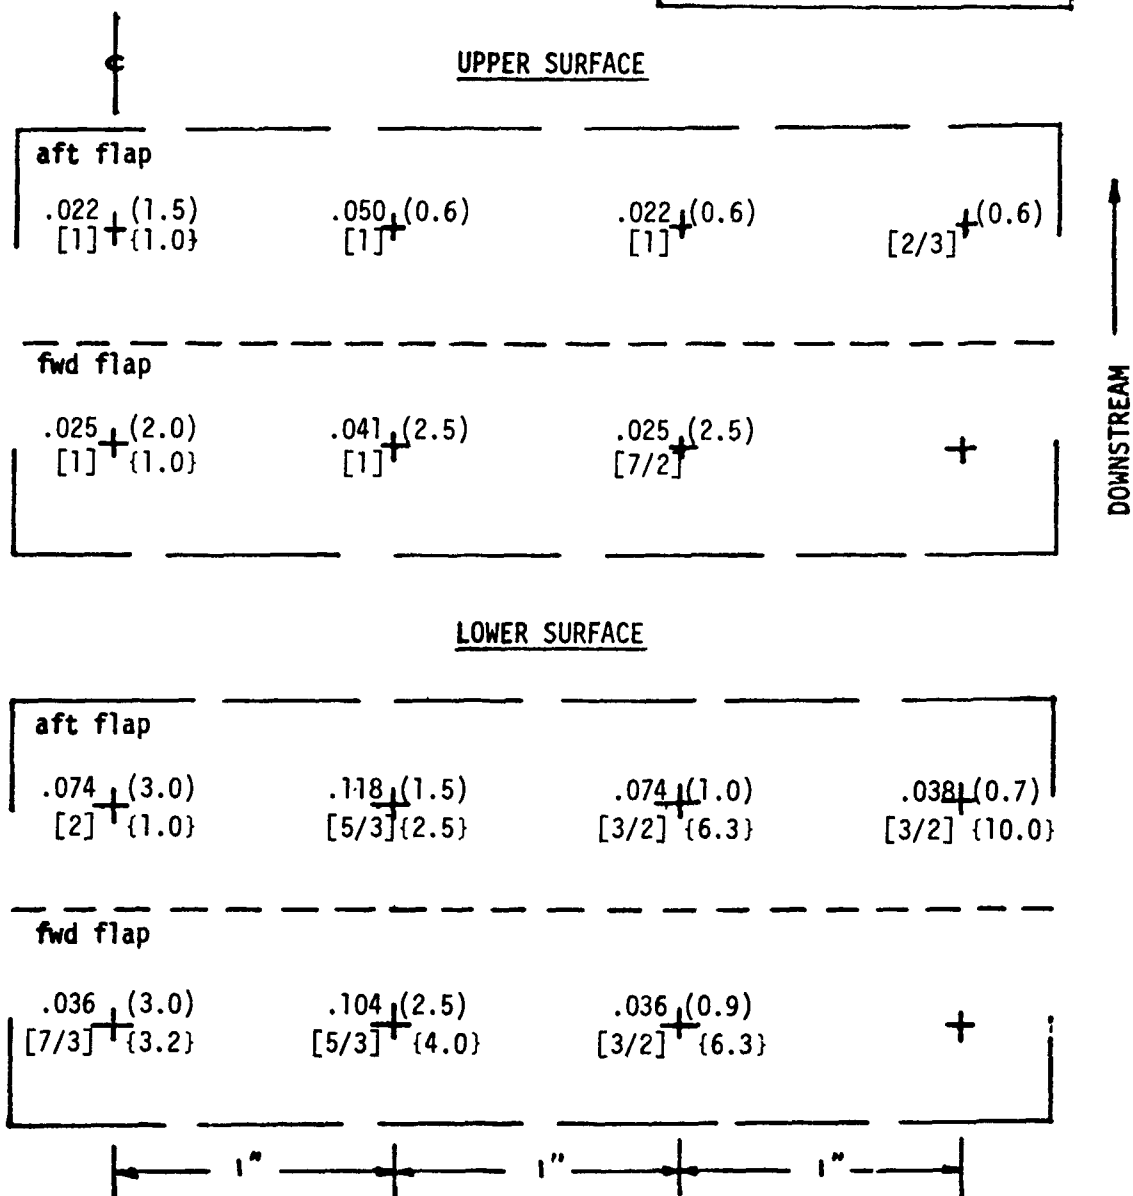 ℄
UPPER SURFACE
aft flap
.022 (1.5) .050 (0.6) .022 (0.6) (0.6)
[1] {1.0} [1] [1] [2/3]
fwd flap
.025 (2.0) .041 (2.5) .025 (2.5)
[1] {1.0} [1] [7/2]
DOWNSTREAM
LOWER SURFACE
aft flap
.074 (3.0) .118 (1.5) .074 (1.0) .038 (0.7)
[2] {1.0} [5/3] {2.5} [3/2] {6.3} [3/2] {10.0}
fwd flap
.036 (3.0) .104 (2.5) .036 (0.9)
[7/3] {3.2} [5/3] {4.0} [3/2] {6.3}
1" 1" 1"